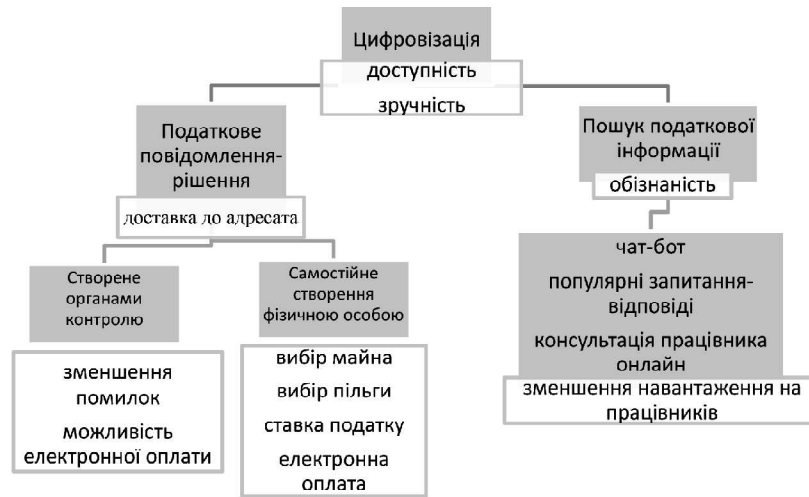 Цифровізація
доступність
зручність
Податкове
повідомлення-
рішення
доставка до адресата
Створене
органами
контролю
зменшення
помилок
можливість
електронної оплати
Самостійне
створення
фізичною особою
вибір майна
вибір пільги
ставка податку
електронна
оплата
Пошук податкової
інформації
обізнаність
чат-бот
популярні запитання-
відповіді
консультація працівника
онлайн
зменшення навантаження на
працівників